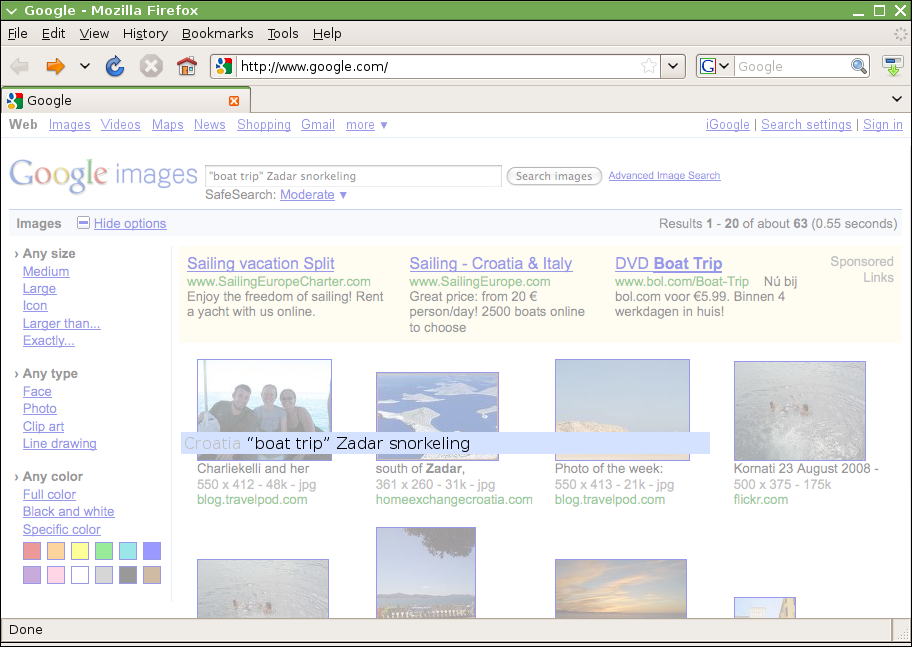 Google - Mozilla Firefox
File Edit View History Bookmarks Tools Help
http://www.google.com/ G Google
Google
Web Images Videos Maps News Shopping Gmail more ▼ iGoogle | Search settings | Sign in
Google images "boat trip" Zadar snorkeling Search images Advanced Image Search
SafeSearch: Moderate ▼
Images Hide options Results 1 - 20 of about 63 (0.55 seconds)
› Any size
Medium
Large
Icon
Larger than...
Exactly...
› Any type
Face
Photo
Clip art
Line drawing
› Any color
Full color
Black and white
Specific color
Sailing vacation Split
www.SailingEuropeCharter.com
Enjoy the freedom of sailing! Rent
a yacht with us online.
Sailing - Croatia & Italy
www.SailingEurope.com
Great price: from 20 €
person/day! 2500 boats online
to choose
DVD Boat Trip
www.bol.com/Boat-Trip Nú bij
bol.com voor €5.99. Binnen 4
werkdagen in huis!
Sponsored
Links
Croatia “boat trip” Zadar snorkeling
Charliekelli and her
550 x 412 - 48k - jpg
blog.travelpod.com
south of Zadar,
361 x 260 - 31k - jpg
homeexchangecroatia.com
Photo of the week:
550 x 413 - 21k - jpg
blog.travelpod.com
Kornati 23 August 2008 -
500 x 375 - 175k
flickr.com
Done